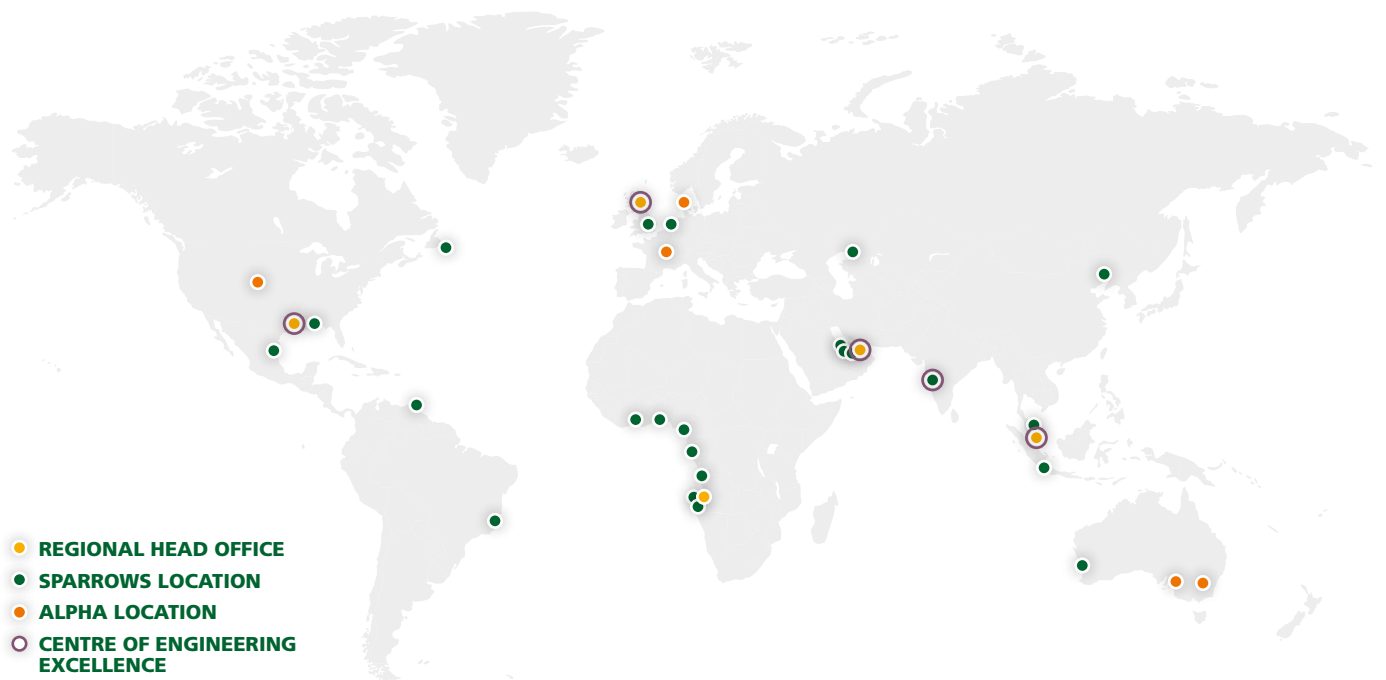 REGIONAL HEAD OFFICE
SPARROWS LOCATION
ALPHA LOCATION
CENTRE OF ENGINEERING
EXCELLENCE